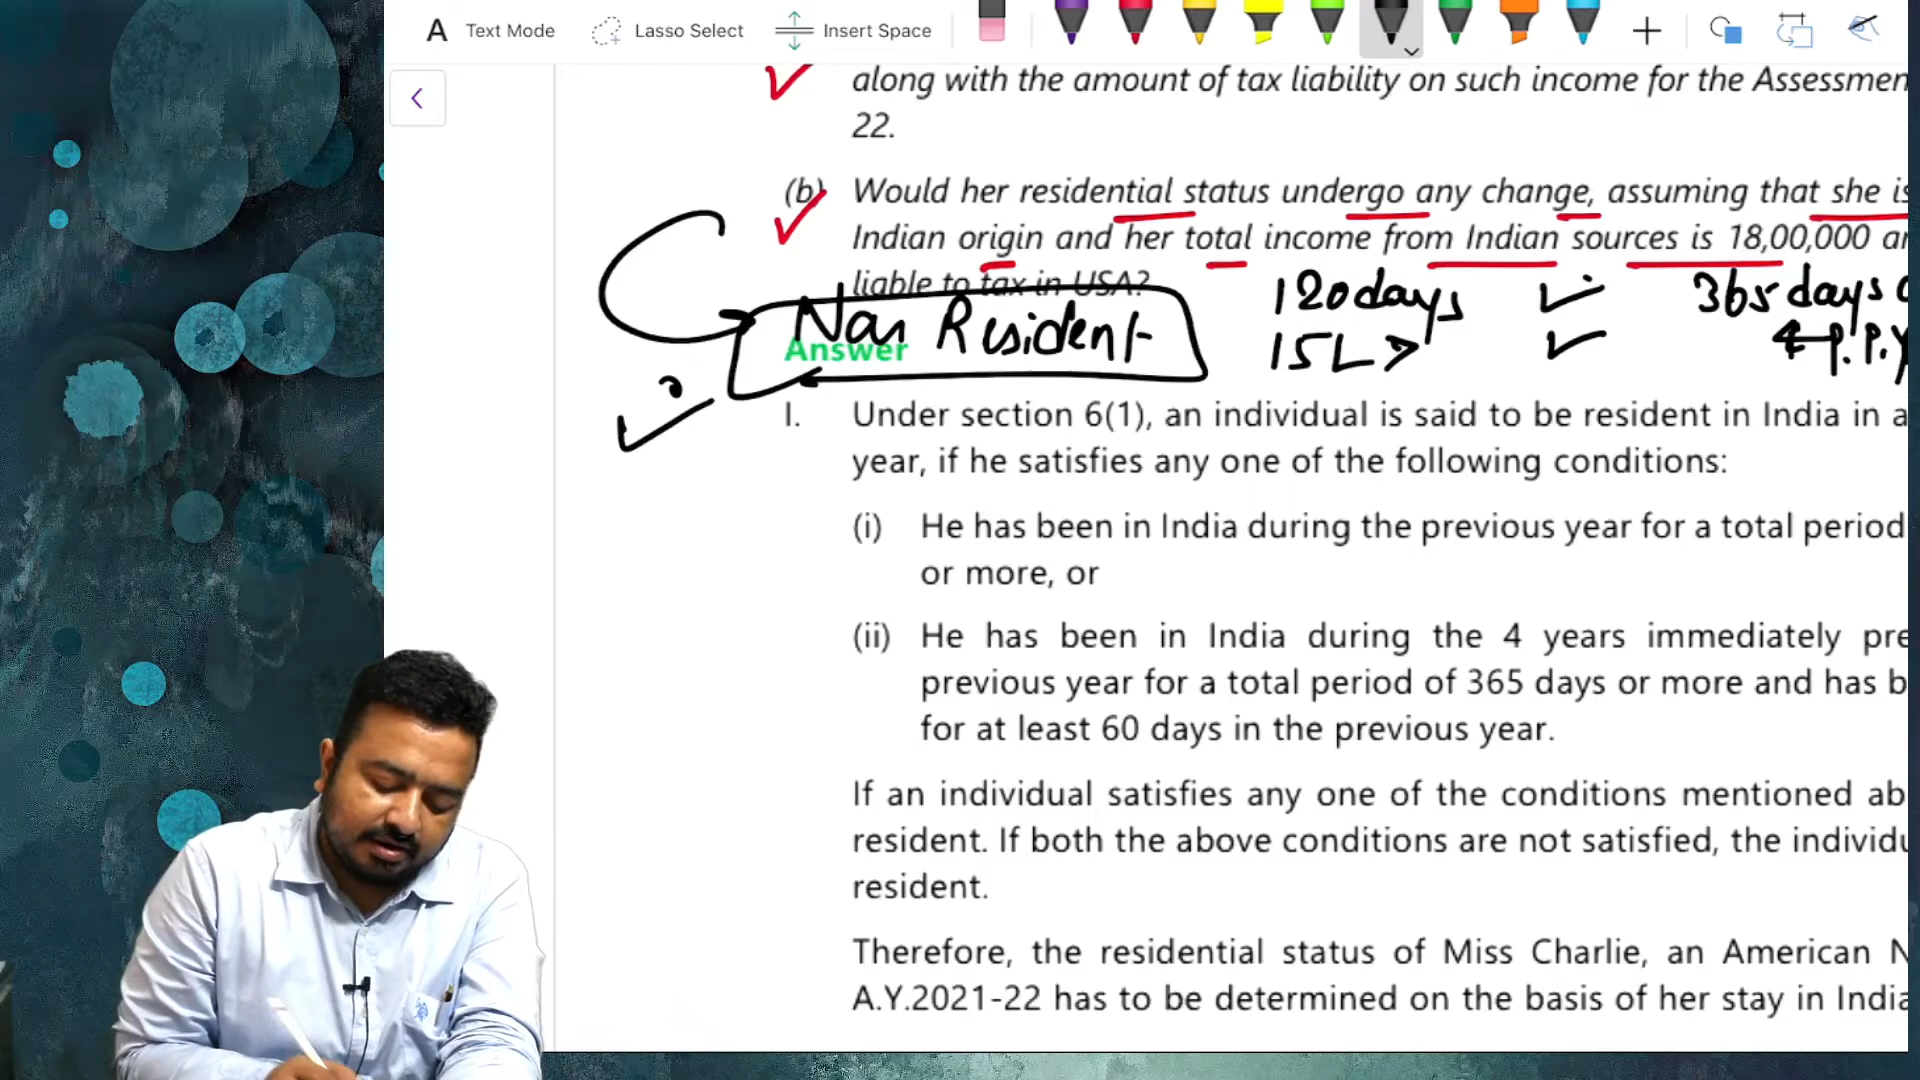 A Text Mode Lasso Select Insert Space
along with the amount of tax liability on such income for the Assessmen
22.
(b) Would her residential status undergo any change, assuming that she is
Indian origin and her total income from Indian sources is 18,00,000 an
liable to tax in USA?
120days 365 days
Non Resident
15L > 4 P.P.Y
Answer
I. Under section 6(1), an individual is said to be resident in India in a
year, if he satisfies any one of the following conditions:
(i) He has been in India during the previous year for a total period
or more, or
(ii) He has been in India during the 4 years immediately pre
previous year for a total period of 365 days or more and has b
for at least 60 days in the previous year.
If an individual satisfies any one of the conditions mentioned ab
resident. If both the above conditions are not satisfied, the individu
resident.
Therefore, the residential status of Miss Charlie, an American N
A.Y.2021-22 has to be determined on the basis of her stay in India